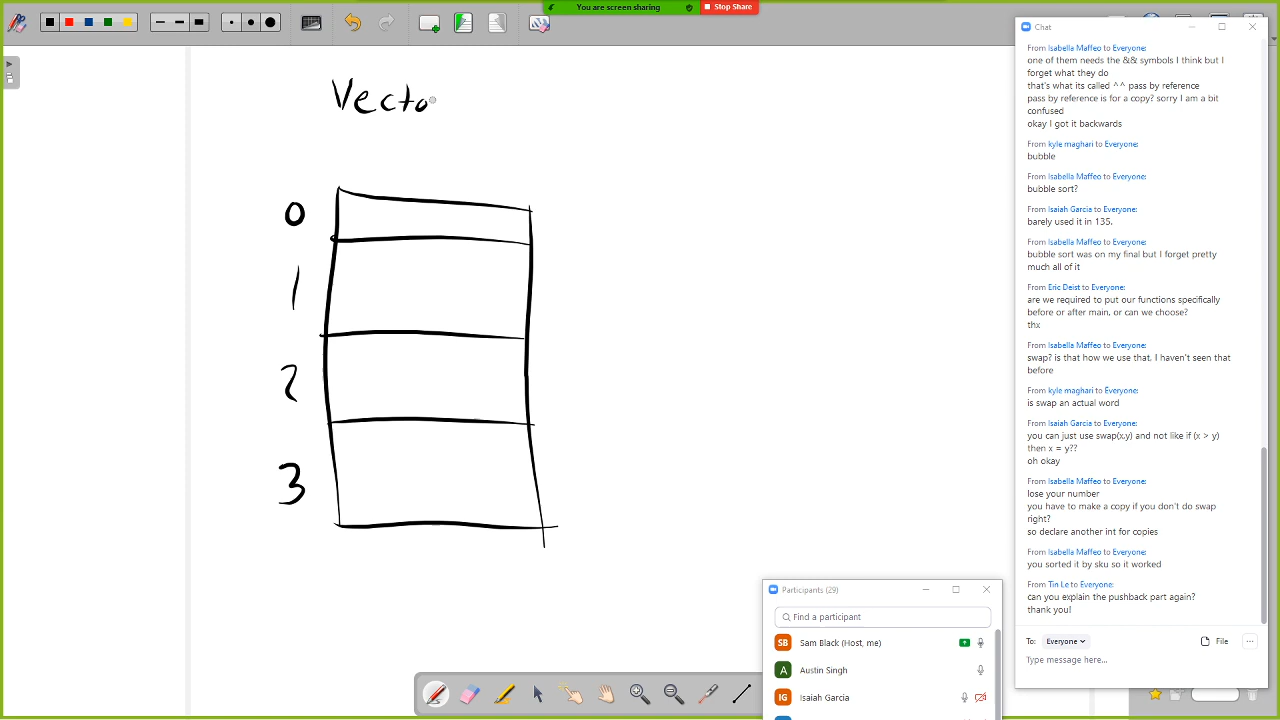 You are screen sharing
Stop Share
Vecto
0
1
2
3
Chat
From Isabella Maffeo to Everyone:
one of them needs the && symbols I think but I
forget what they do
that's what its called ^^ pass by reference
pass by reference is for a copy? sorry I am a bit
confused
okay I got it backwards
From kyle maghari to Everyone:
bubble
From Isabella Maffeo to Everyone:
bubble sort?
From Isaiah Garcia to Everyone:
barely used it in 135.
From Isabella Maffeo to Everyone:
bubble sort was on my final but I forget pretty
much all of it
From Eric Deist to Everyone:
are we required to put our functions specifically
before or after main, or can we choose?
thx
From Isabella Maffeo to Everyone:
swap? is that how we use that, I haven't seen that
before
From kyle maghari to Everyone:
is swap an actual word
From Isaiah Garcia to Everyone:
you can just use swap(x,y) and not like if (x > y)
then x = y??
oh okay
From Isabella Maffeo to Everyone:
lose your number
you have to make a copy if you don't do swap
right?
so declare another int for copies
From Isabella Maffeo to Everyone:
you sorted it by sku so it worked
From Tin Le to Everyone:
can you explain the pushback part again?
thank you!
To: Everyone File ...
Type message here...
Participants (29)
Find a participant
SB Sam Black (Host, me)
A Austin Singh
IG Isaiah Garcia